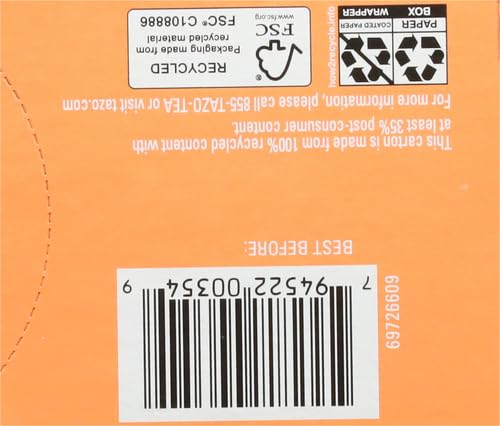 69726609
7 94522 00354 9
BEST BEFORE:
This carton is made from 100% recycled content with
at least 35% post-consumer content.
For more information, please call 855-TAZO-TEA or visit tazo.com
how2recycle.info
PAPER
BOX
COATED PAPER
WRAPPER
FSC®
www.fsc.org
RECYCLED
Packaging made from
recycled material
FSC® C108886